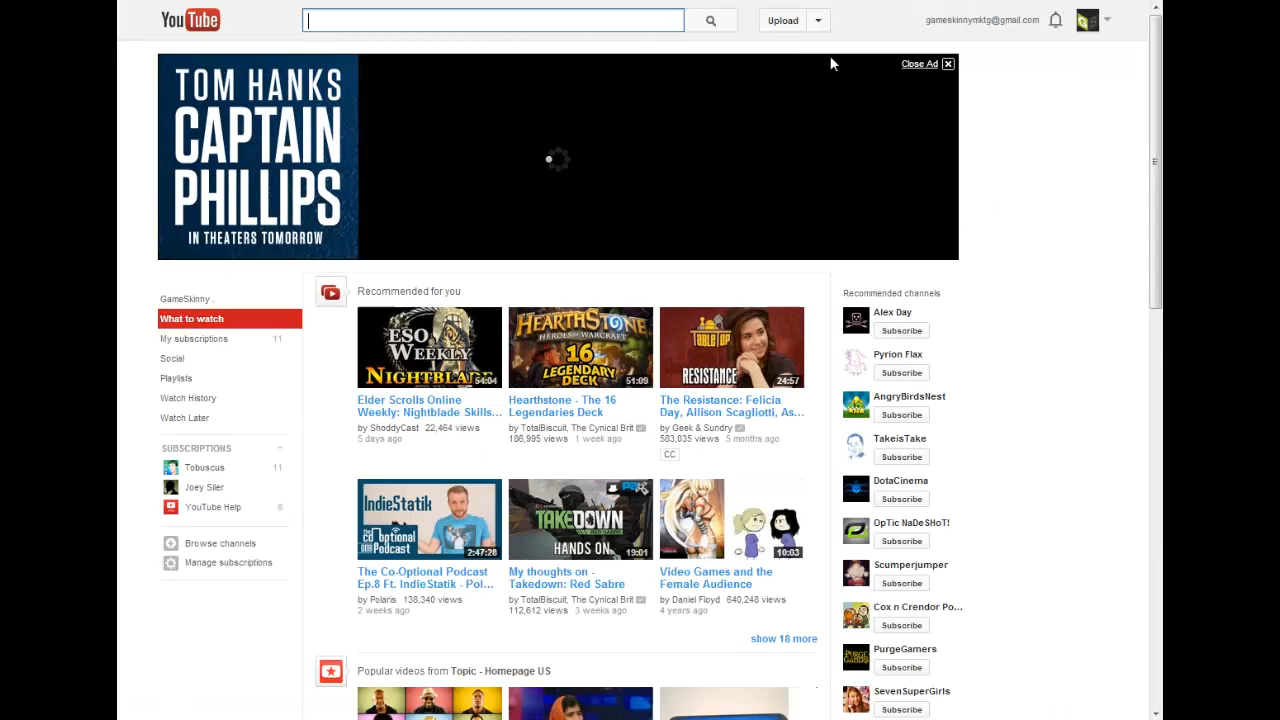 YouTube
Upload
gameskinnymktg@gmail.com
TOM HANKS
CAPTAIN
PHILLIPS
IN THEATERS TOMORROW
Close Ad
GameSkinny .
What to watch
My subscriptions 11
Social
Playlists
Watch History
Watch Later
SUBSCRIPTIONS
Tobuscus 11
Joey Siler
YouTube Help 8
Browse channels
Manage subscriptions
Recommended for you
ESO
WEEKLY
NIGHTBLADE
54:04
Elder Scrolls Online
Weekly: Nightblade Skills...
by ShoddyCast 22,464 views
5 days ago
HEARTHSTONE
HEROES OF WARCRAFT
16
LEGENDARY
DECK
51:09
Hearthstone - The 16
Legendaries Deck
by TotalBiscuit, The Cynical Brit
186,995 views 1 week ago
TABLETOP
RESISTANCE
24:57
The Resistance: Felicia
Day, Allison Scagliotti, As...
by Geek & Sundry
583,035 views 5 months ago
CC
IndieStatik
the co-optional
Podcast
2:47:28
The Co-Optional Podcast
Ep.8 Ft. IndieStatik - Pol...
by Polaris 138,340 views
2 weeks ago
TAKEDOWN
HANDS ON
19:01
My thoughts on -
Takedown: Red Sabre
by TotalBiscuit, The Cynical Brit
112,612 views 3 weeks ago
10:03
Video Games and the
Female Audience
by Daniel Floyd 640,248 views
4 years ago
show 18 more
Popular videos from Topic - Homepage US
Recommended channels
Alex Day
Subscribe
Pyrion Flax
Subscribe
AngryBirdsNest
Subscribe
TakeisTake
Subscribe
DotaCinema
Subscribe
OpTic NaDeSHoT!
Subscribe
Scumperjumper
Subscribe
Cox n Crendor Po...
Subscribe
PurgeGamers
Subscribe
SevenSuperGirls
Subscribe